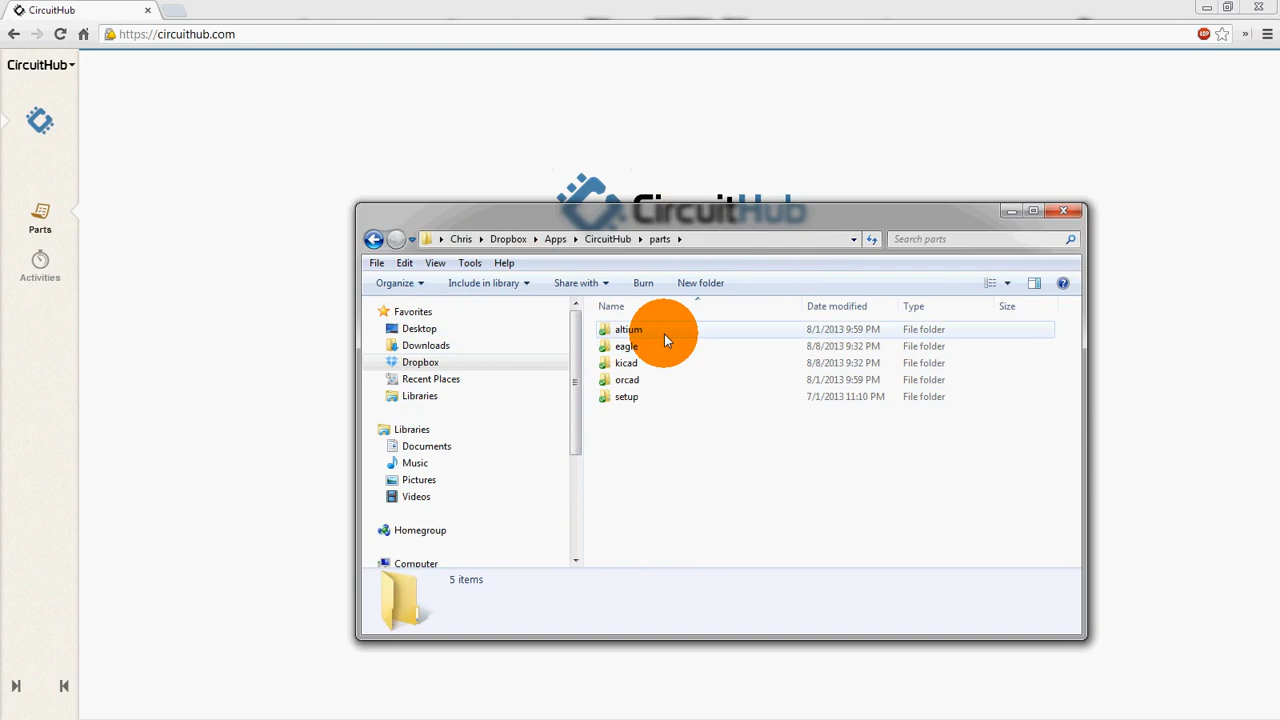 CircuitHub
https://circuithub.com
ABP
CircuitHub
Parts
Activities
CircuitHub
Chris Dropbox Apps CircuitHub parts
Search parts
File Edit View Tools Help
Organize Include in library Share with Burn New folder
Favorites
Desktop
Downloads
Dropbox
Recent Places
Libraries
Libraries
Documents
Music
Pictures
Videos
Homegroup
Computer
Name Date modified Type Size
altium 8/1/2013 9:59 PM File folder
eagle 8/8/2013 9:32 PM File folder
kicad 8/8/2013 9:32 PM File folder
orcad 8/1/2013 9:59 PM File folder
setup 7/1/2013 11:10 PM File folder
5 items